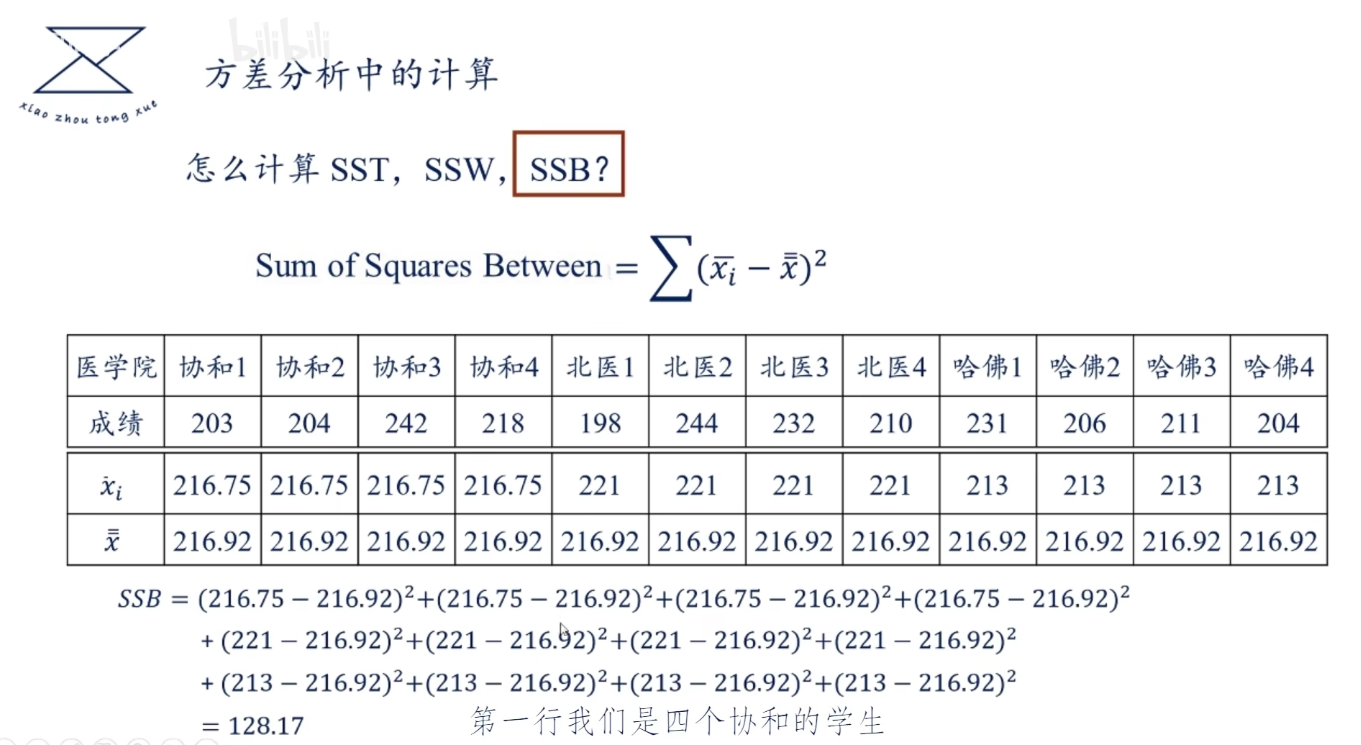 bilibili
xiao zhou tong xue
方差分析中的计算
怎么计算 SST，SSW，SSB？
Sum of Squares Between = ∑(x̅ᵢ − x̿)²
医学院 协和1 协和2 协和3 协和4 北医1 北医2 北医3 北医4 哈佛1 哈佛2 哈佛3 哈佛4
成绩 203 204 242 218 198 244 232 210 231 206 211 204
ẋᵢ 216.75 216.75 216.75 216.75 221 221 221 221 213 213 213 213
x̿ 216.92 216.92 216.92 216.92 216.92 216.92 216.92 216.92 216.92 216.92 216.92 216.92
SSB = (216.75 − 216.92)²+(216.75 − 216.92)²+(216.75 − 216.92)²+(216.75 − 216.92)²
+ (221 − 216.92)²+(221 − 216.92)²+(221 − 216.92)²+(221 − 216.92)²
+ (213 − 216.92)²+(213 − 216.92)²+(213 − 216.92)²+(213 − 216.92)²
= 128.17
第一行我们是四个协和的学生